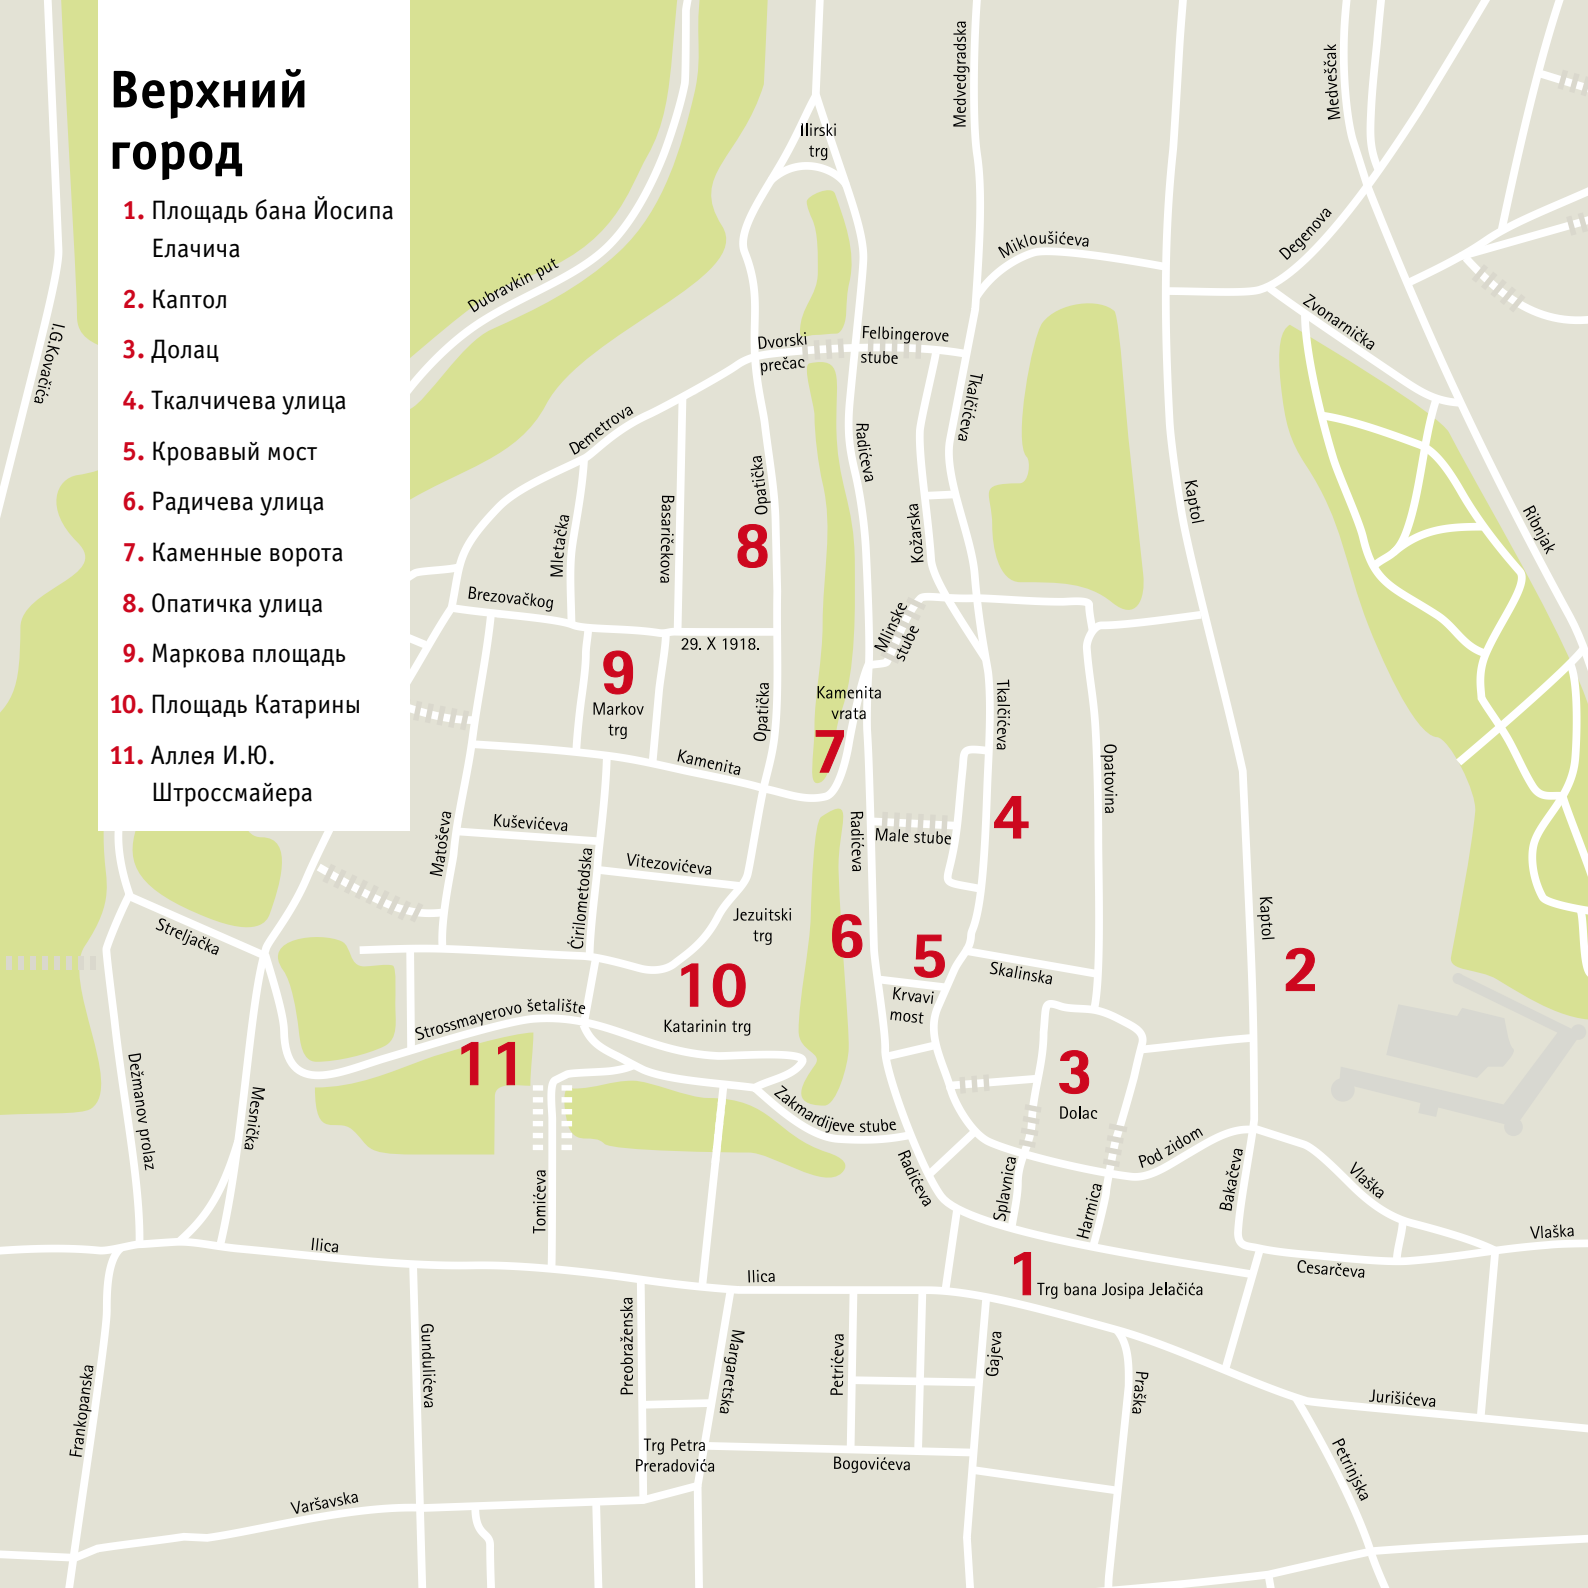 Верхний
город
1. Площадь бана Йосипа
Елачича
2. Каптол
3. Долац
4. Ткалчичева улица
5. Кровавый мост
6. Радичева улица
7. Каменные ворота
8. Опатичка улица
9. Маркова площадь
10. Площадь Катарины
11. Аллея И.Ю.
Штроссмайера
Ilirski
trg
Medvedgradska
Medveščak
Mikloušićeva
Degenova
Dubravkin put
Zvonarnička
I.G.Kovačića
Dvorski
prečac
Felbingerove
stube
Tkalčićeva
Demetrova
Radićeva
Opatička
Kaptol
Ribnjak
Mletačka
Basaričekova
Kožarska
8
Brezovačkog
Mlinske
stube
29. X 1918.
9
Markov
trg
Opatička
Kamenita
vrata
7
Tkalčićeva
Kamenita
Opatovina
4
Kuševićeva
Matoševa
Radićeva
Male stube
Vitezovićeva
Ćirilometodska
Jezuitski
trg
6
5
Kaptol
2
Streljačka
10
Katarinin trg
Skalinska
Krvavi
most
Strossmayerovo šetalište
11
3
Dolac
Dežmanov prolaz
Mesnička
Zakmardijeve stube
Pod zidom
Radićeva
Splavnica
Harmica
Bakačeva
Vlaška
Vlaška
Tomićeva
Ilica
Ilica
1
Trg bana Josipa Jelačića
Cesarčeva
Gundulićeva
Preobraženska
Margaretska
Petrićeva
Gajeva
Praška
Jurišićeva
Frankopanska
Trg Petra
Preradovića
Bogovićeva
Petrinjska
Varšavska